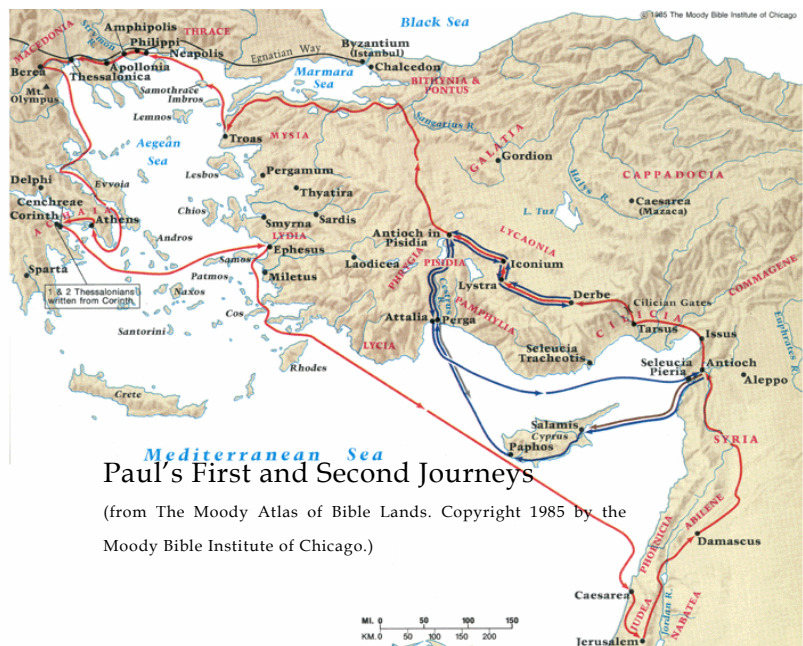 © 1985 The Moody Bible Institute of Chicago
Black Sea
MACEDONIA
Amphipolis
THRACE
Strymon R.
Philippi
Neapolis
Egnatian Way
Byzantium
(Istanbul)
Chalcedon
Berea
Apollonia
Thessalonica
Marmara
Sea
BITHYNIA &
PONTUS
Mt.
Olympus
Samothrace
Imbros
Lemnos
Sangarius R.
Troas
MYSIA
GALATIA
Gordion
Aegean
Sea
Delphi
Lesbos
Pergamum
Thyatira
Halys R.
CAPPADOCIA
Caesarea
(Mazaca)
Cenchreae
Corinth
Evvoia
ACHAIA
Athens
Chios
Smyrna
Sardis
L. Tuz
LYDIA
Antioch in
Pisidia
LYCAONIA
Andros
Ephesus
Samos
Sparta
Patmos
Miletus
Laodicea
PHRYGIA
PISIDIA
Iconium
Lystra
COMMAGENE
1 & 2 Thessalonians
written from Corinth.
Naxos
Cestrus R.
Derbe
Cilician Gates
CILICIA
Cos
Attalia
Perga
PAMPHYLIA
Tarsus
Issus
Euphrates R.
Santorini
LYCIA
Seleucia
Tracheotis
Seleucia
Pieria
Antioch
Aleppo
Rhodes
Crete
Salamis
Cyprus
Paphos
SYRIA
Mediterranean Sea
Paul’s First and Second Journeys
(from The Moody Atlas of Bible Lands. Copyright 1985 by the
Moody Bible Institute of Chicago.)
PHOENICIA
ABILENE
Damascus
Caesarea
JUDEA
Jordan R.
NABATEA
Jerusalem
MI. 0 50 100 150
KM. 0 50 100 150 200